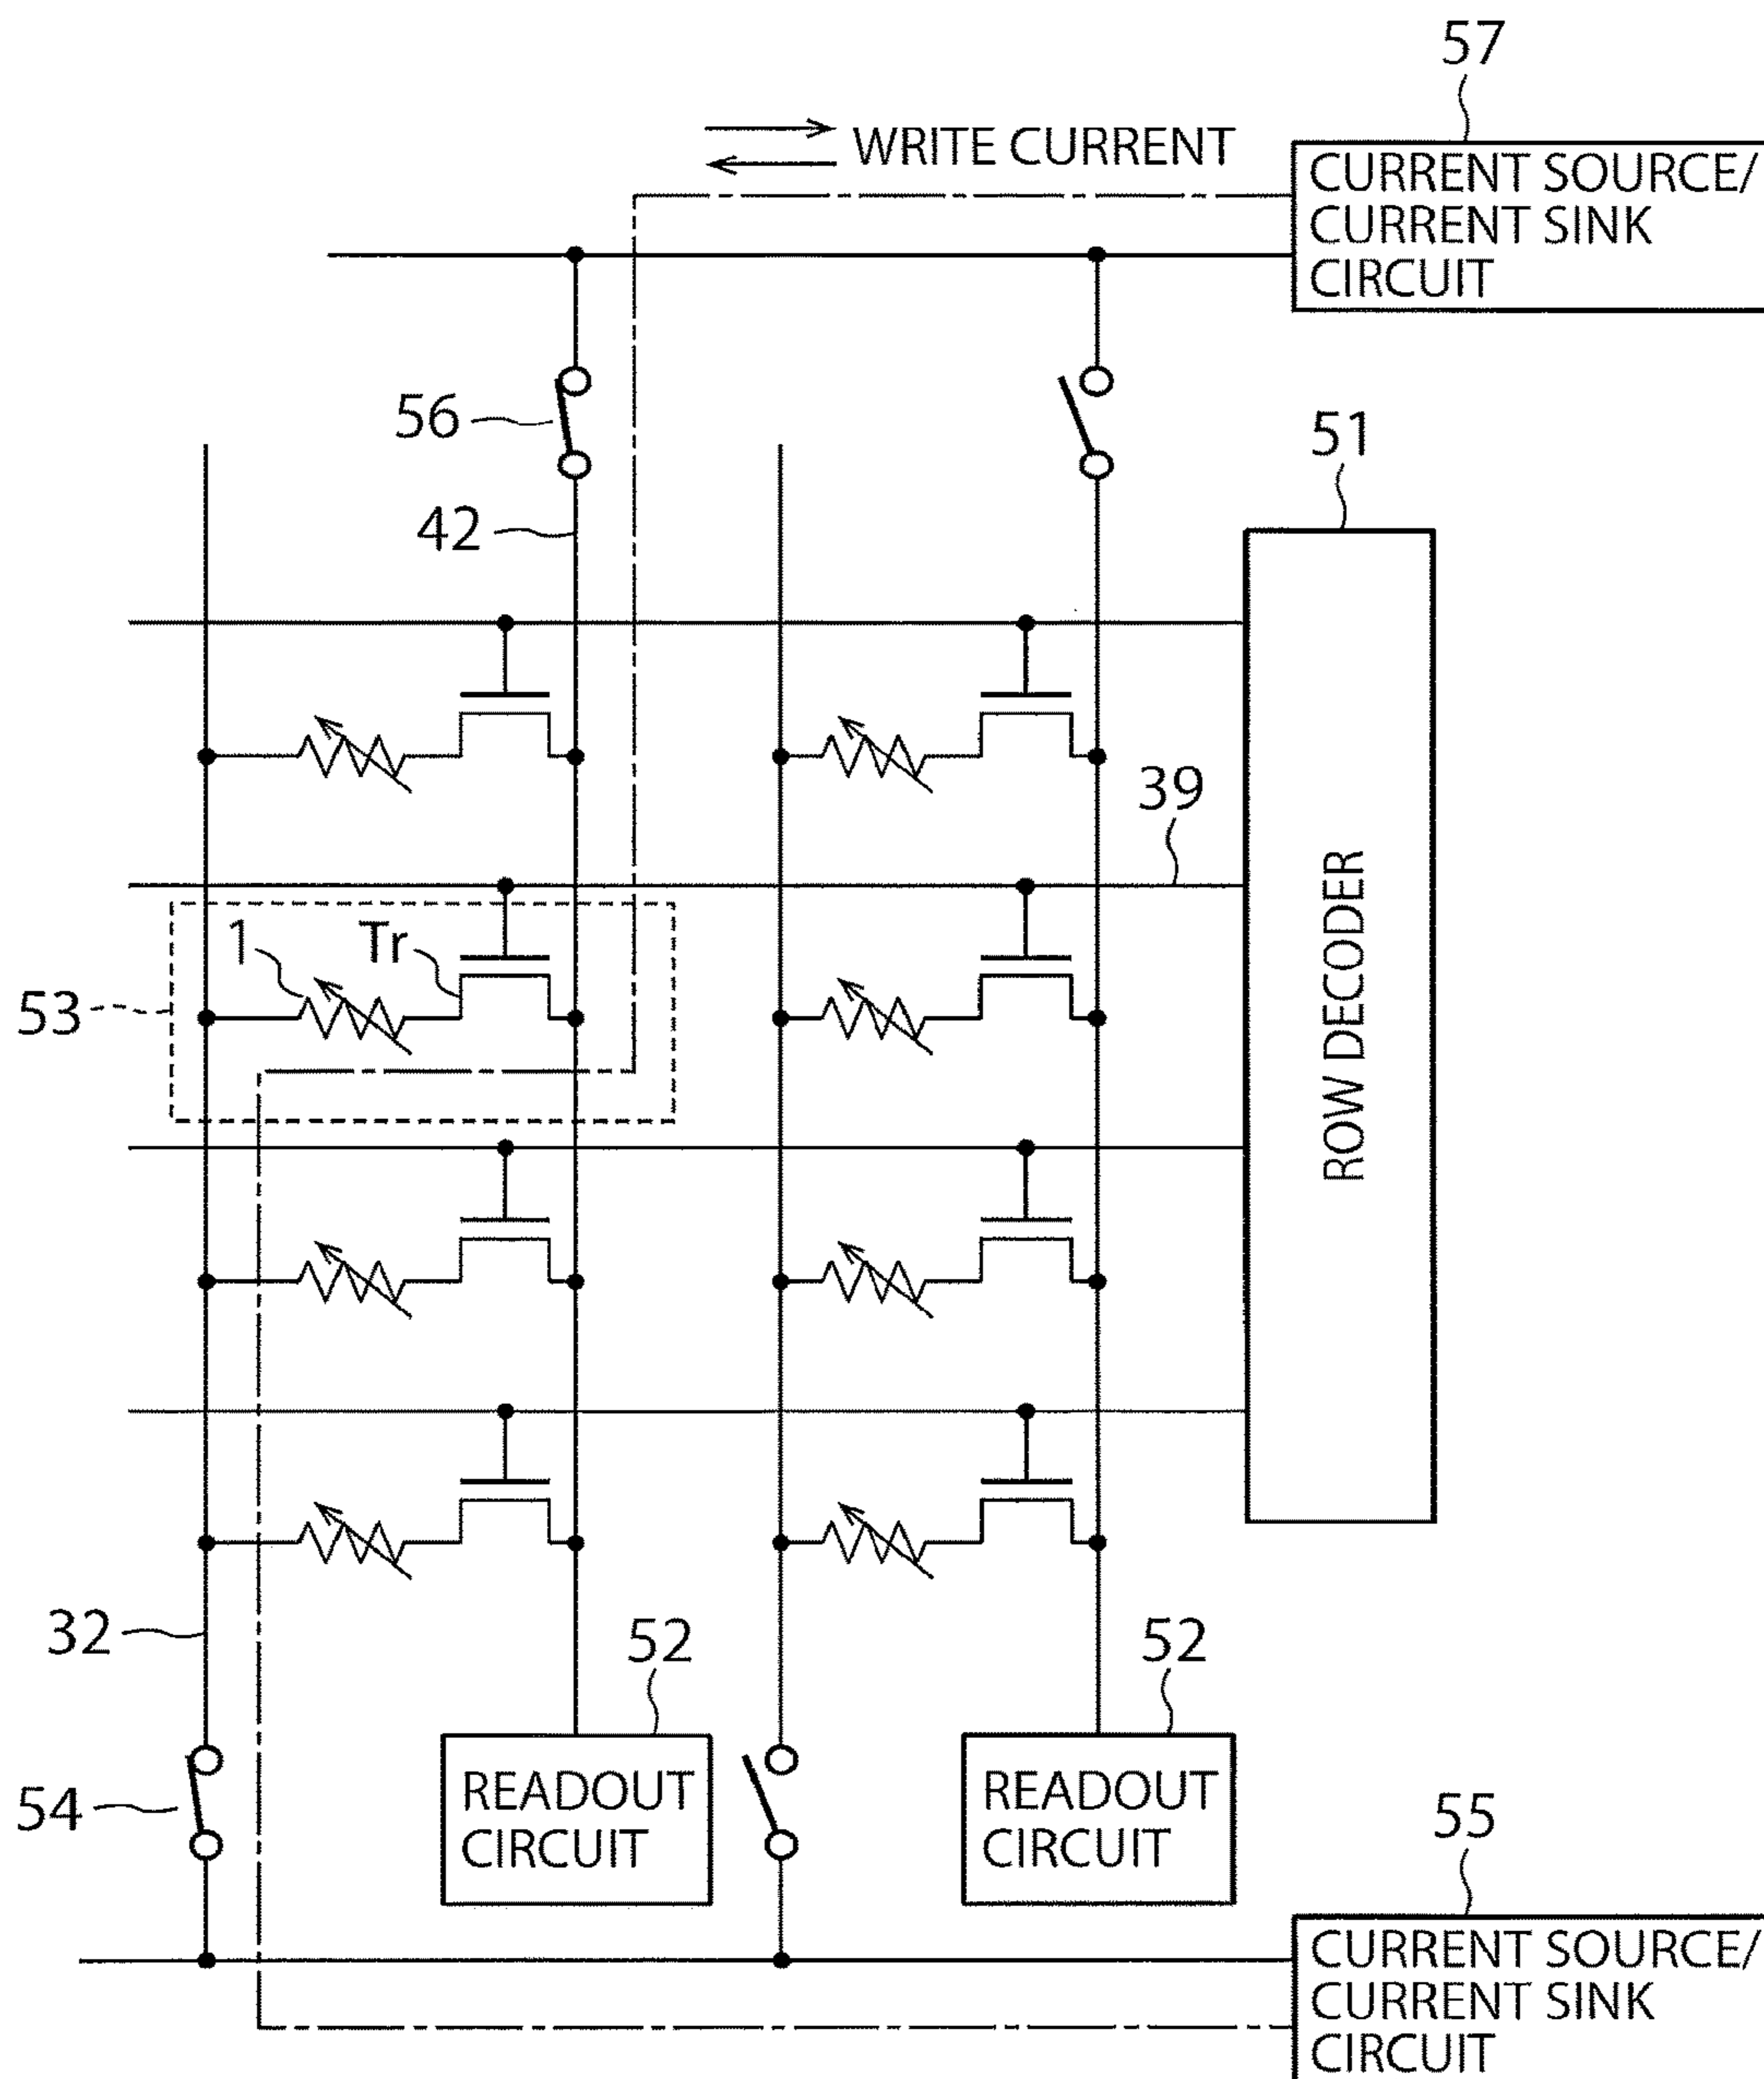 57
WRITE CURRENT
CURRENT SOURCE/
CURRENT SINK
CIRCUIT
56
51
42
39
ROW DECODER
1
Tr
53
32
52
52
READOUT
CIRCUIT
READOUT
CIRCUIT
54
55
CURRENT SOURCE/
CURRENT SINK
CIRCUIT